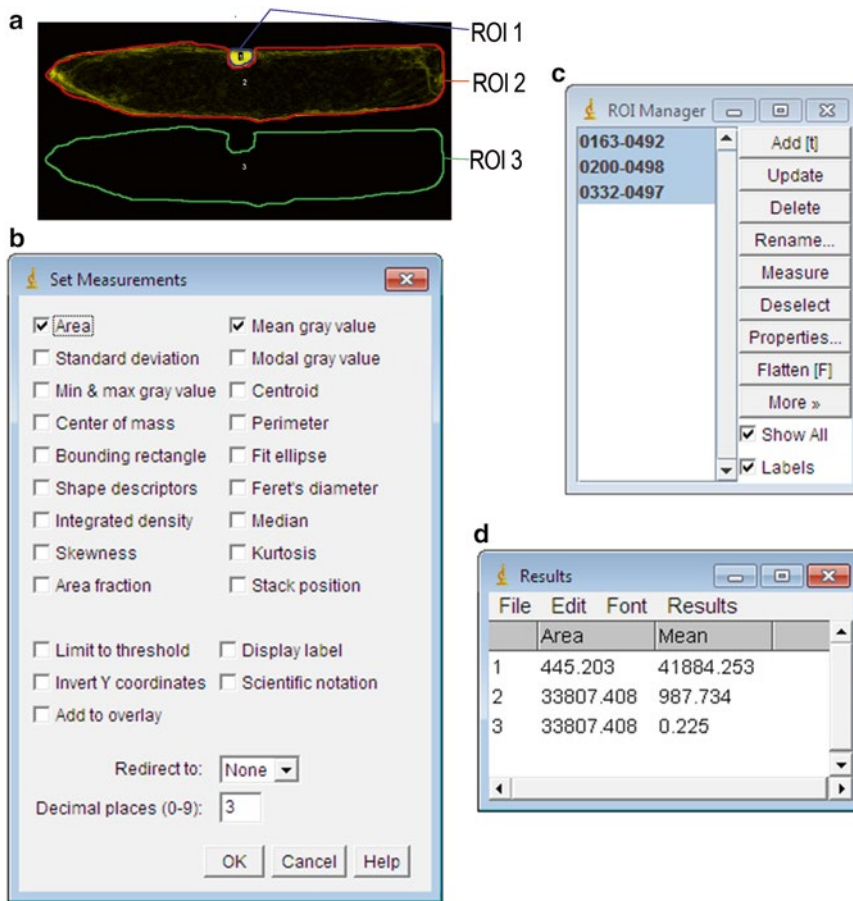 a
ROI 1
1
2
ROI 2
3
ROI 3
b
Set Measurements
Area
Mean gray value
Standard deviation
Modal gray value
Min & max gray value
Centroid
Center of mass
Perimeter
Bounding rectangle
Fit ellipse
Shape descriptors
Feret's diameter
Integrated density
Median
Skewness
Kurtosis
Area fraction
Stack position
Limit to threshold
Display label
Invert Y coordinates
Scientific notation
Add to overlay
Redirect to: None
Decimal places (0-9): 3
OK Cancel Help
c
ROI Manager
0163-0492
0200-0498
0332-0497
Add [t]
Update
Delete
Rename...
Measure
Deselect
Properties...
Flatten [F]
More »
Show All
Labels
d
Results
File Edit Font Results
Area Mean
1 445.203 41884.253
2 33807.408 987.734
3 33807.408 0.225